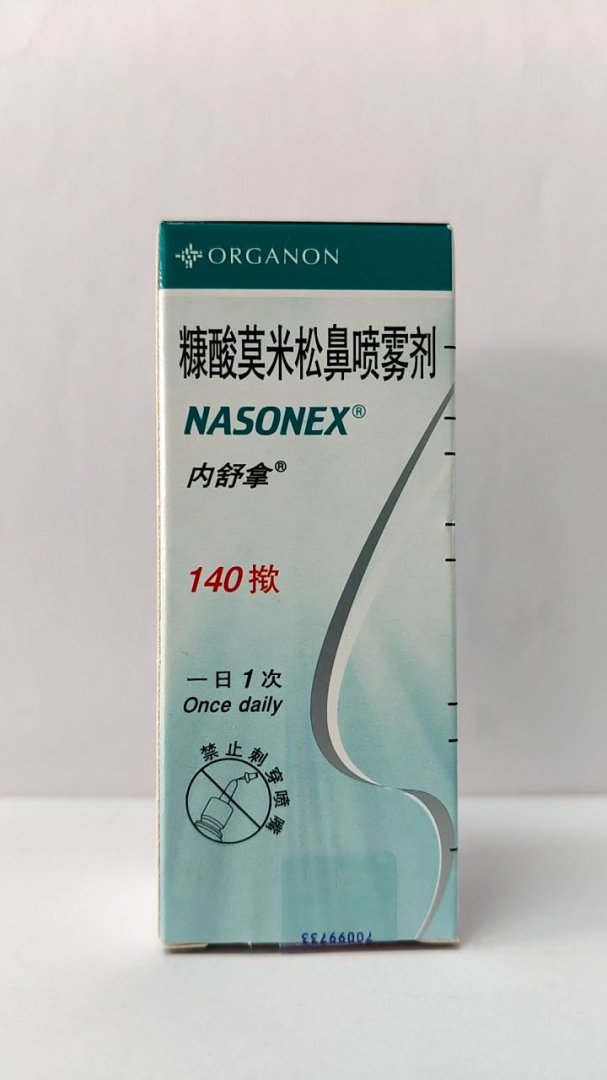 ORGANON
糠酸莫米松鼻喷雾剂
NASONEX®
内舒拿®
140揿
一日1次
Once daily
禁止刺穿喷嘴
70099733